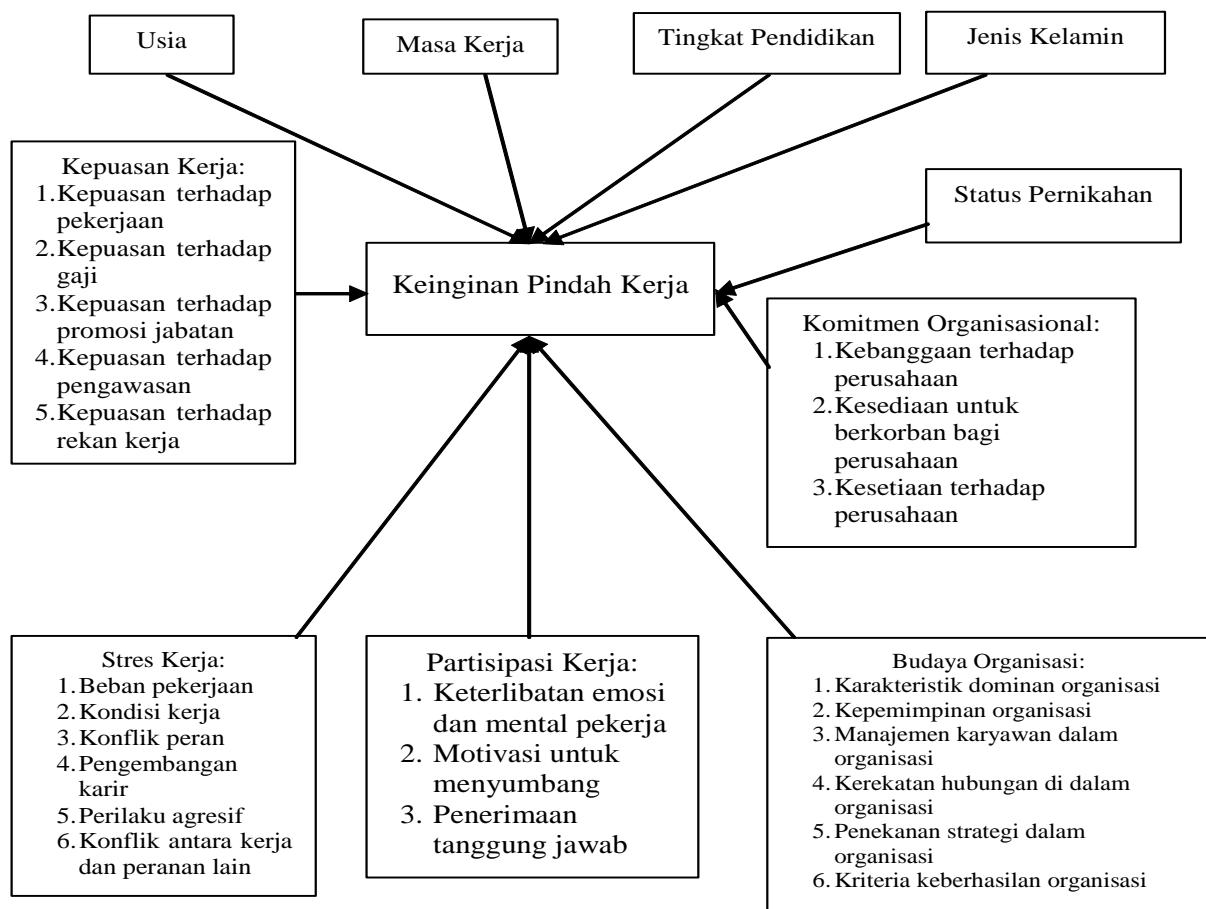 Usia
Masa Kerja
Tingkat Pendidikan
Jenis Kelamin
Kepuasan Kerja:
1.Kepuasan terhadap
pekerjaan
2.Kepuasan terhadap
gaji
3.Kepuasan terhadap
promosi jabatan
4.Kepuasan terhadap
pengawasan
5.Kepuasan terhadap
rekan kerja
Keinginan Pindah Kerja
Status Pernikahan
Komitmen Organisasional:
1.Kebanggaan terhadap
perusahaan
2.Kesediaan untuk
berkorban bagi
perusahaan
3.Kesetiaan terhadap
perusahaan
Stres Kerja:
1.Beban pekerjaan
2.Kondisi kerja
3.Konflik peran
4.Pengembangan
karir
5.Perilaku agresif
6.Konflik antara kerja
dan peranan lain
Partisipasi Kerja:
1. Keterlibatan emosi
dan mental pekerja
2. Motivasi untuk
menyumbang
3. Penerimaan
tanggung jawab
Budaya Organisasi:
1. Karakteristik dominan organisasi
2. Kepemimpinan organisasi
3. Manajemen karyawan dalam
organisasi
4. Kerekatan hubungan di dalam
organisasi
5. Penekanan strategi dalam
organisasi
6. Kriteria keberhasilan organisasi